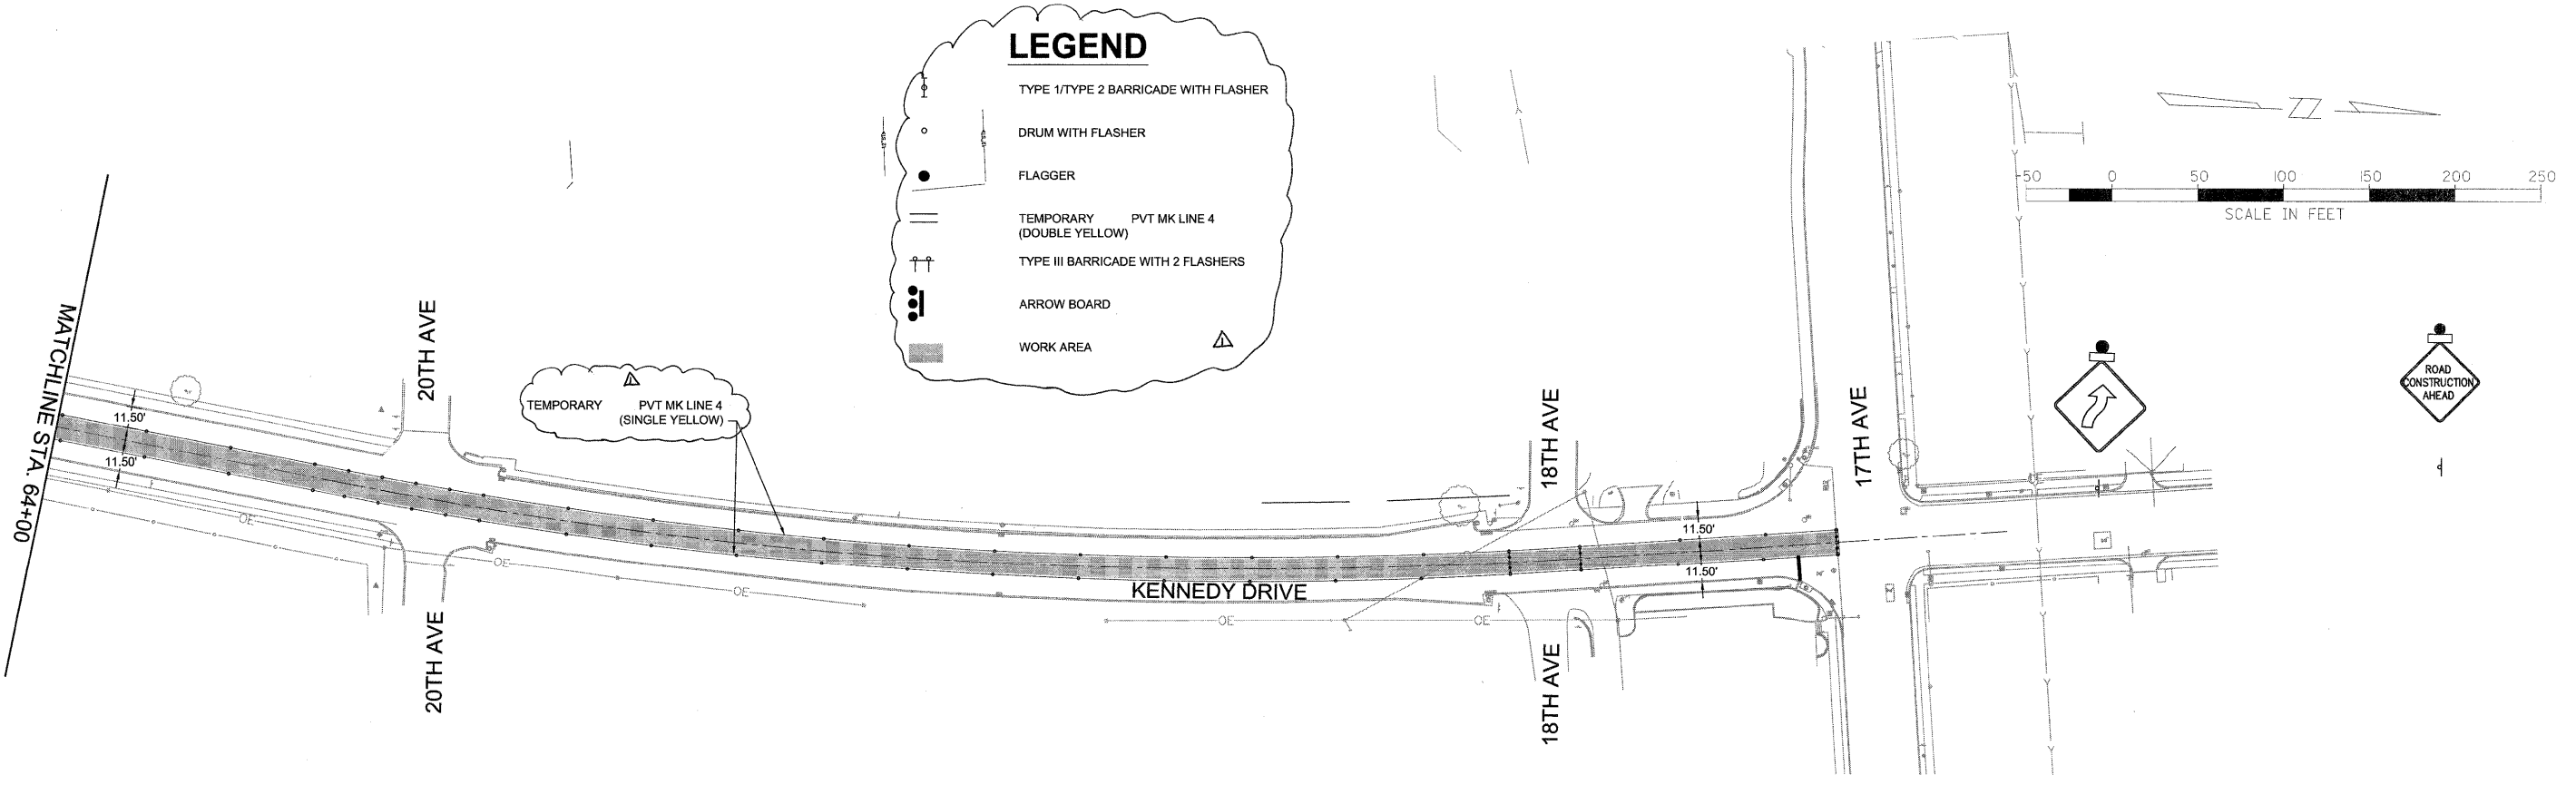 LEGEND
TYPE 1/TYPE 2 BARRICADE WITH FLASHER
DRUM WITH FLASHER
FLAGGER
TEMPORARY PVT MK LINE 4
(DOUBLE YELLOW)
TYPE III BARRICADE WITH 2 FLASHERS
ARROW BOARD
WORK AREA
1
-50 0 50 100 150 200 250
SCALE IN FEET
MATCHLINE STA. 64+00
20TH AVE
1
TEMPORARY PVT MK LINE 4
(SINGLE YELLOW)
18TH AVE
17TH AVE
ROAD
CONSTRUCTION
AHEAD
11.50'
11.50'
11.50'
11.50'
KENNEDY DRIVE
OE
OE
OE
OE
OE
20TH AVE
18TH AVE